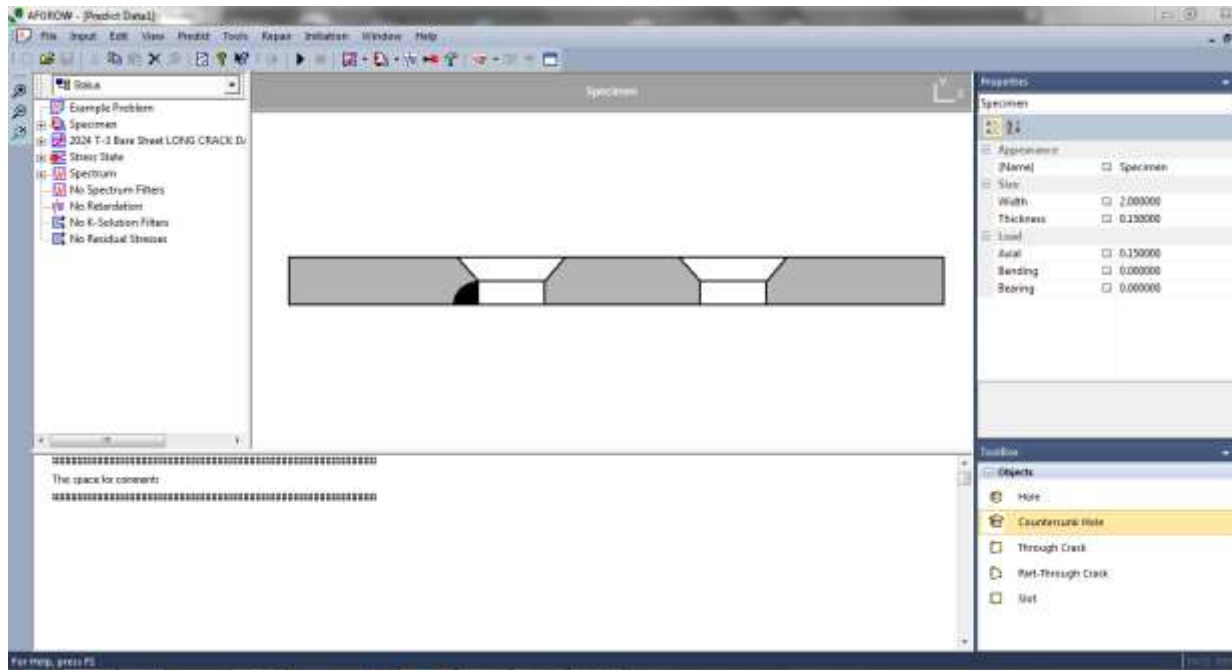 AFGROW - [Predict Data1]
File Input Edit View Predict Tools Repair Initiation Window Help
Status
Example Problem
Specimen
2024 T-3 Bare Sheet LONG CRACK D
Stress State
Spectrum
No Spectrum Filters
No Retardation
No K-Solution Filters
No Residual Stresses
Specimen
Properties
Specimen
Appearance
(Name) Specimen
Size
Width 2.000000
Thickness 0.150000
Load
Axial 0.150000
Bending 0.000000
Bearing 0.000000
The space for comments
ToolBox
Objects
Hole
Countersunk Hole
Through Crack
Part-Through Crack
Slot
For Help, press F1